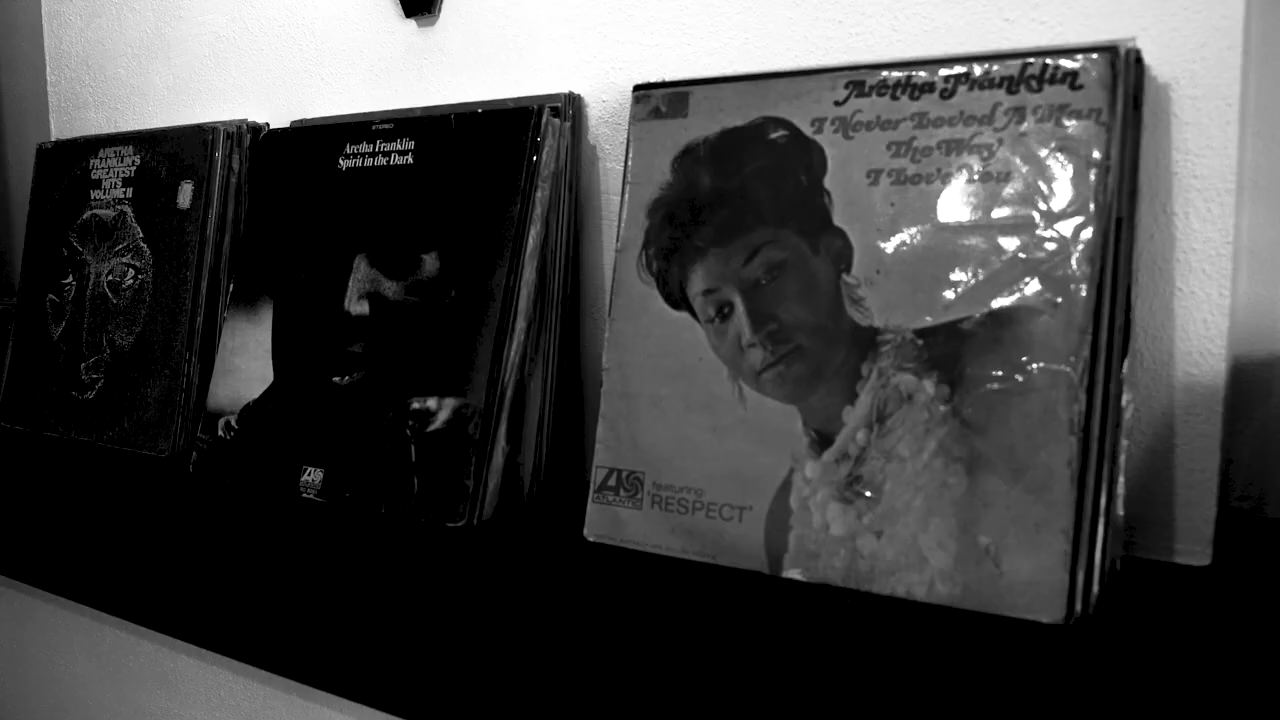 ARETHA
FRANKLIN'S
GREATEST
HITS
VOLUME II
STEREO
Aretha Franklin
Spirit in the Dark
Aretha Franklin
I Never Loved A Man
The Way
I Love You
ATLANTIC
featuring:
'RESPECT'